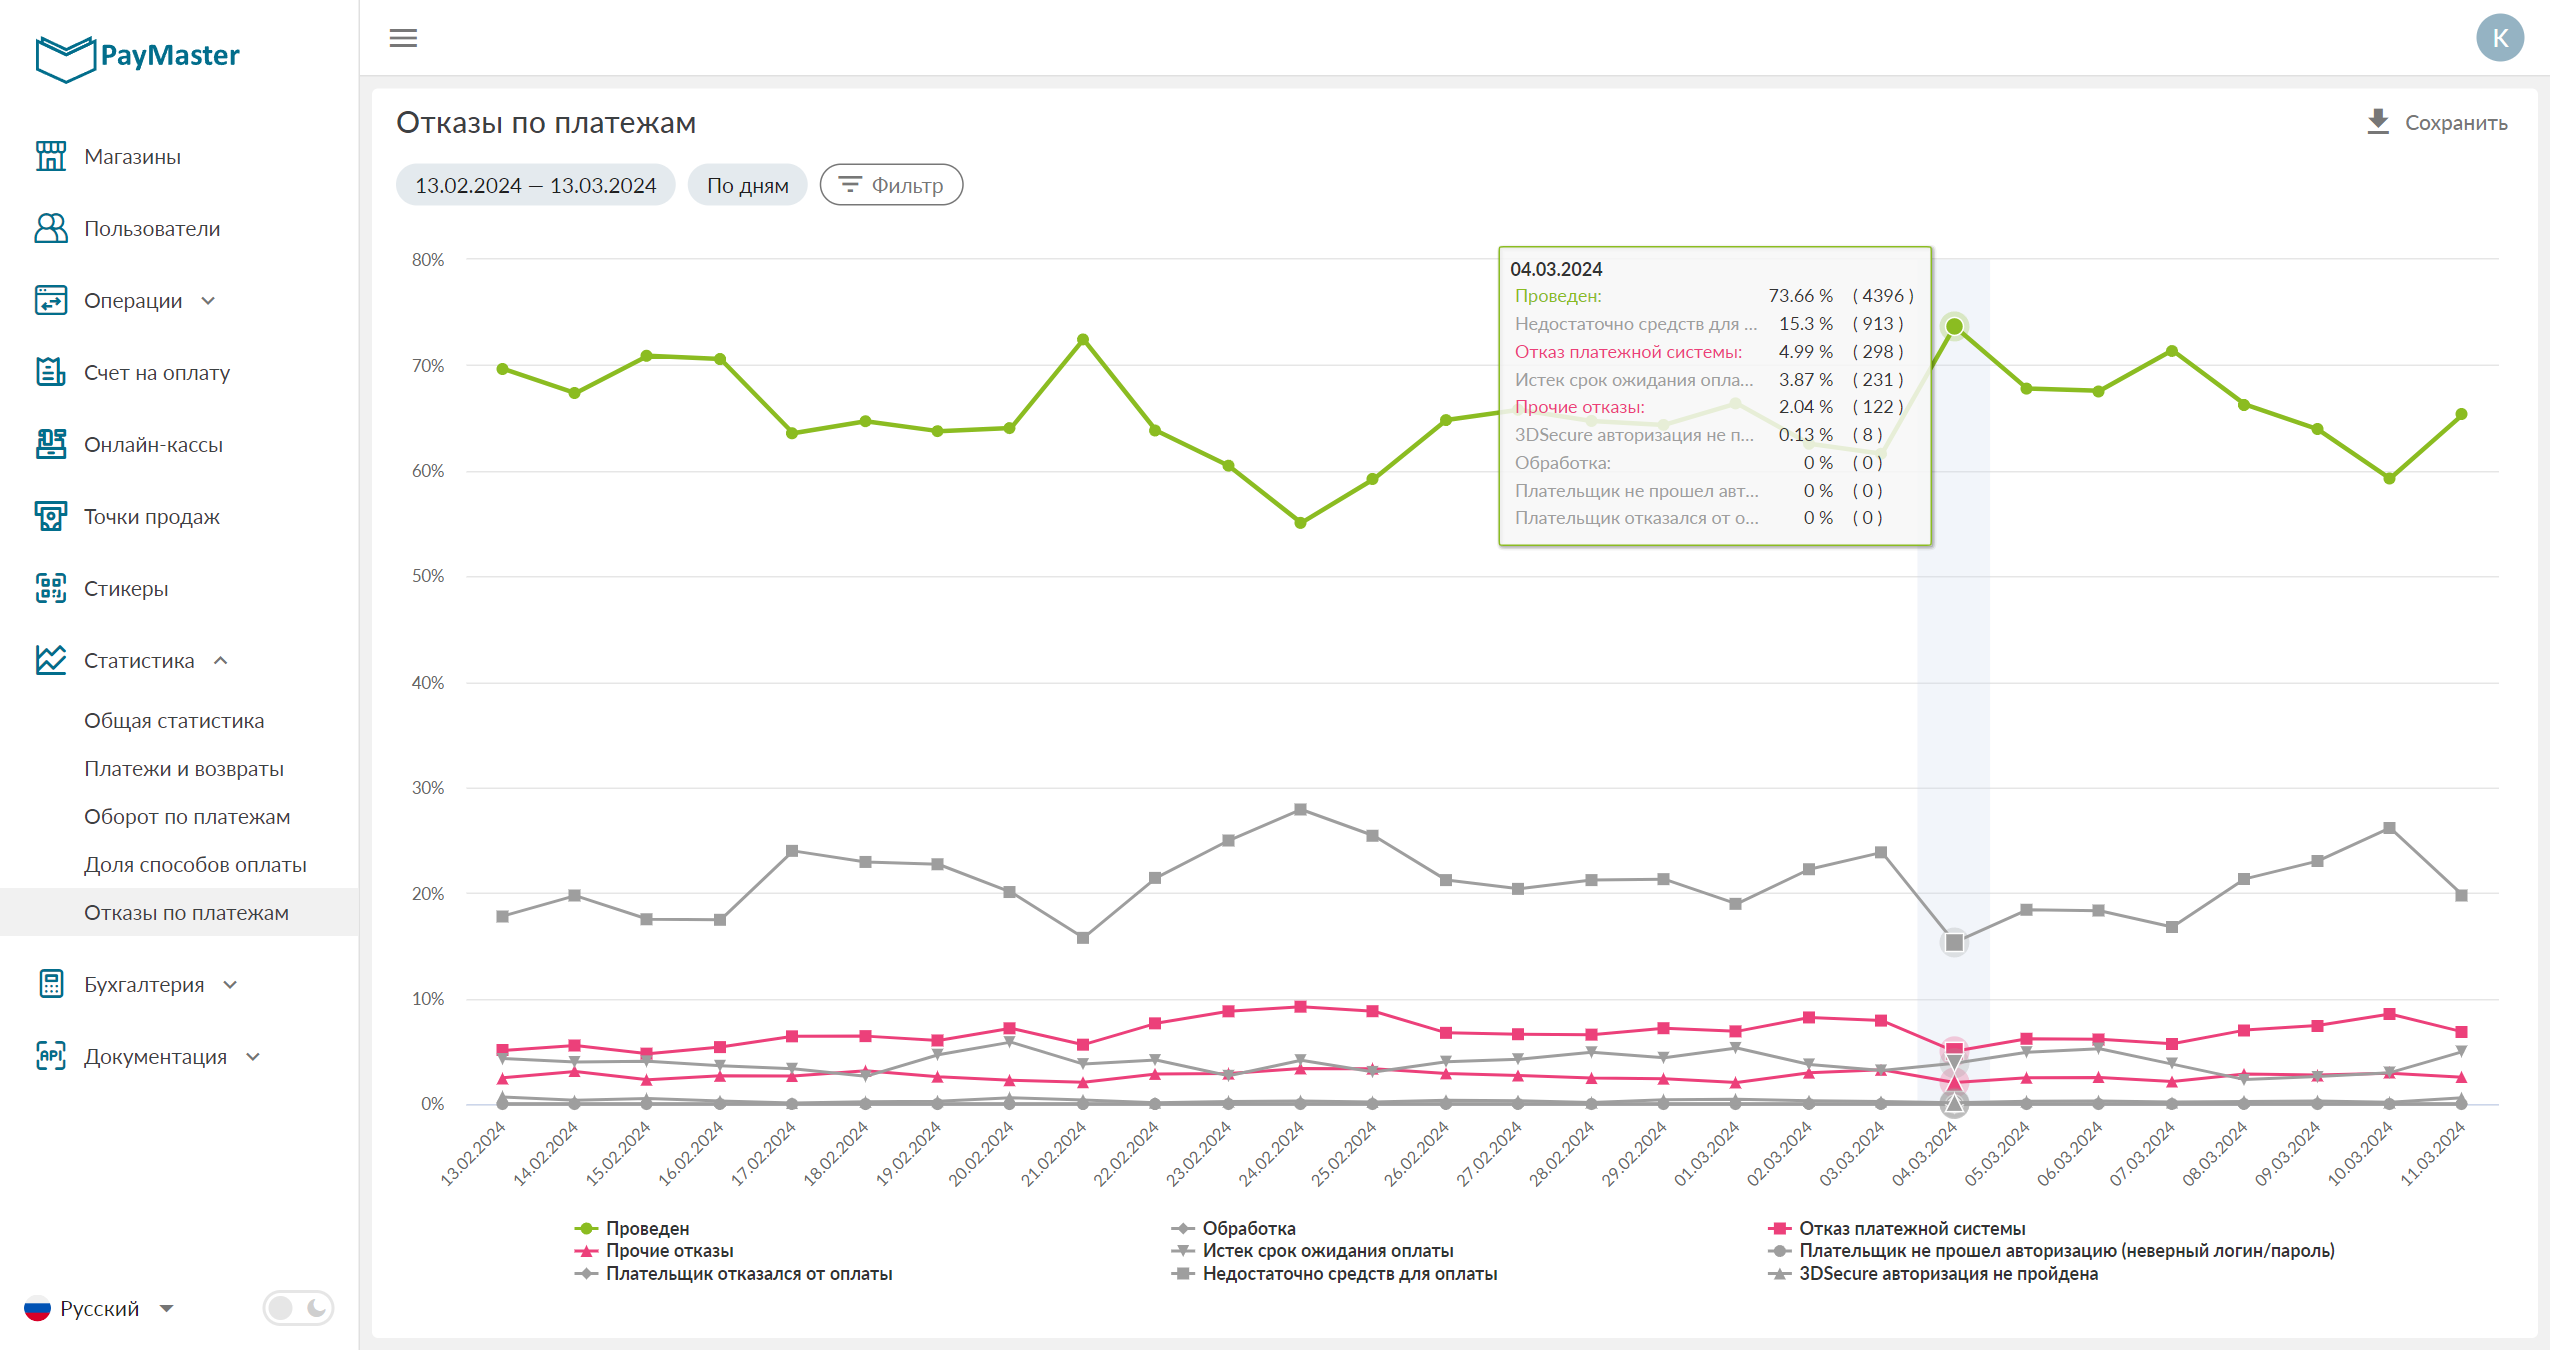 PayMaster
K
Магазины
Пользователи
Операции
Счет на оплату
Онлайн-кассы
Точки продаж
Стикеры
Статистика
Общая статистика
Платежи и возвраты
Оборот по платежам
Доля способов оплаты
Отказы по платежам
Бухгалтерия
API Документация
Русский
Отказы по платежам
Сохранить
13.02.2024 — 13.03.2024 По дням Фильтр
80%
70%
60%
50%
40%
30%
20%
10%
0%
04.03.2024
Проведен: 73.66 % ( 4396 )
Недостаточно средств для ... 15.3 % ( 913 )
Отказ платежной системы: 4.99 % ( 298 )
Истек срок ожидания опла... 3.87 % ( 231 )
Прочие отказы: 2.04 % ( 122 )
3DSecure авторизация не п... 0.13 % ( 8 )
Обработка: 0 % ( 0 )
Плательщик не прошел авт... 0 % ( 0 )
Плательщик отказался от о... 0 % ( 0 )
13.02.2024 14.02.2024 15.02.2024 16.02.2024 17.02.2024 18.02.2024 19.02.2024 20.02.2024 21.02.2024 22.02.2024 23.02.2024 24.02.2024 25.02.2024 26.02.2024 27.02.2024 28.02.2024 29.02.2024 01.03.2024 02.03.2024 03.03.2024 04.03.2024 05.03.2024 06.03.2024 07.03.2024 08.03.2024 09.03.2024 10.03.2024 11.03.2024
Проведен Обработка Отказ платежной системы
Прочие отказы Истек срок ожидания оплаты Плательщик не прошел авторизацию (неверный логин/пароль)
Плательщик отказался от оплаты Недостаточно средств для оплаты 3DSecure авторизация не пройдена